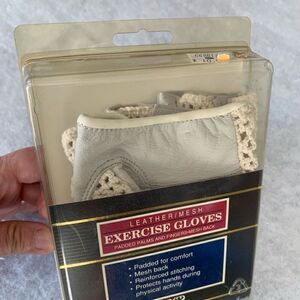 LEATHER/MESH
EXERCISE GLOVES
PADDED PALMS AND FINGERS•MESH BACK
• Padded for comfort
• Mesh back
• Reinforced stitching
• Protects hands during
physical activity